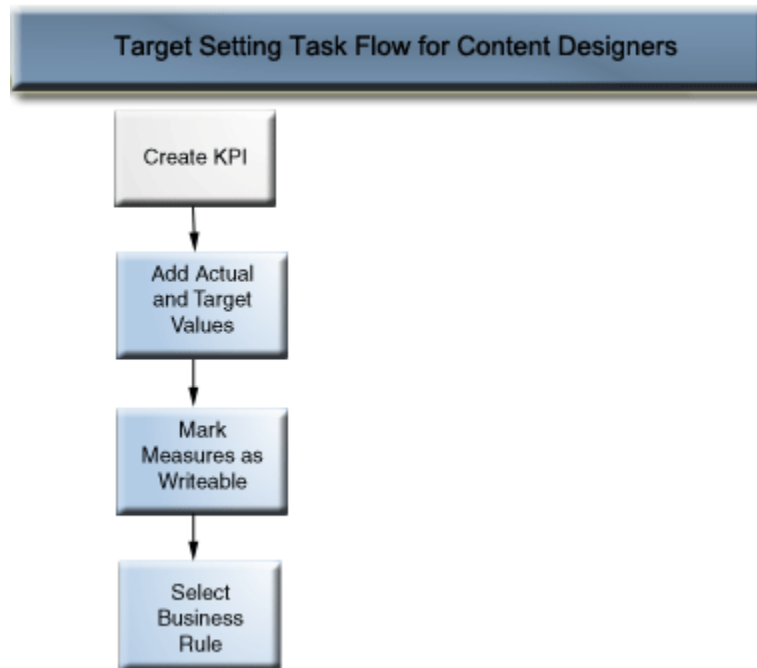 Target Setting Task Flow for Content Designers
Create KPI
Add Actual
and Target
Values
Mark
Measures as
Writeable
Select
Business
Rule